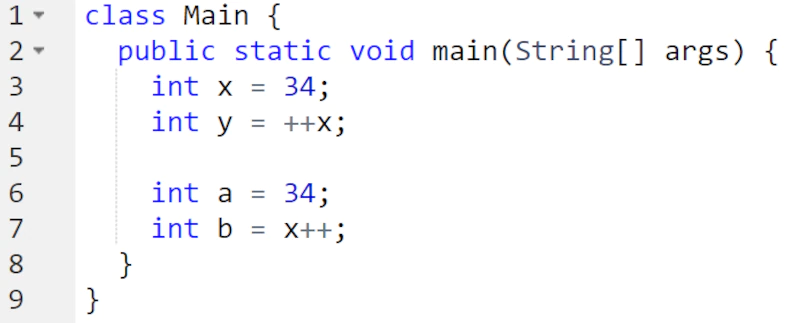 1 class Main {
2 public static void main(String[] args) {
3 int x = 34;
4 int y = ++x;
5
6 int a = 34;
7 int b = x++;
8 }
9 }